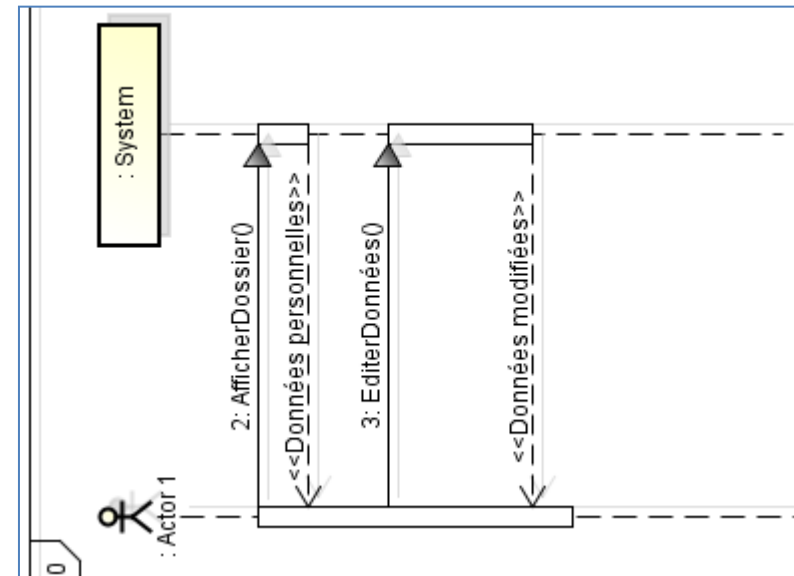 : System
: Actor 1
2: AfficherDossier()
<<Données personnelles>>
3: EditerDonnées()
<<Données modifiées>>